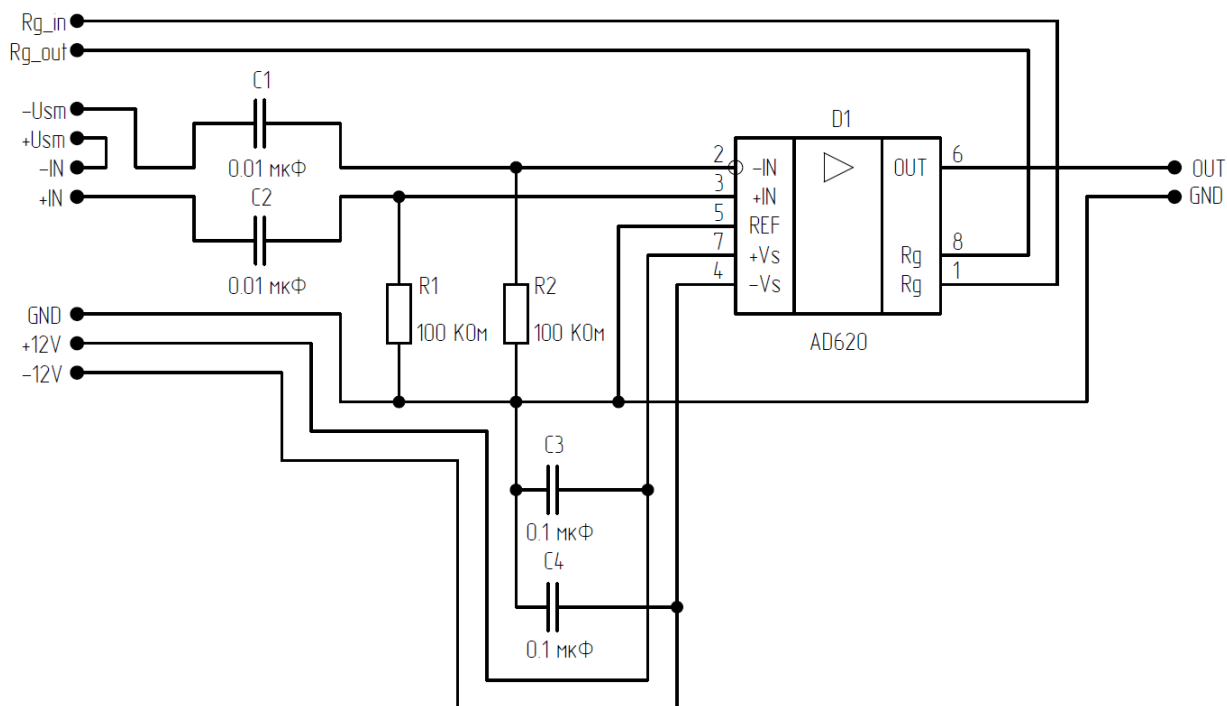 Rg_in
Rg_out
C1
-Usm
+Usm
-IN
+IN
0.01 мкФ
C2
0.01 мкФ
D1
2
3
5
7
4
-IN
+IN
REF
+Vs
-Vs
OUT
Rg
Rg
6
8
1
OUT
GND
AD620
R1
100 КОм
R2
100 КОм
GND
+12V
-12V
C3
0.1 мкФ
C4
0.1 мкФ